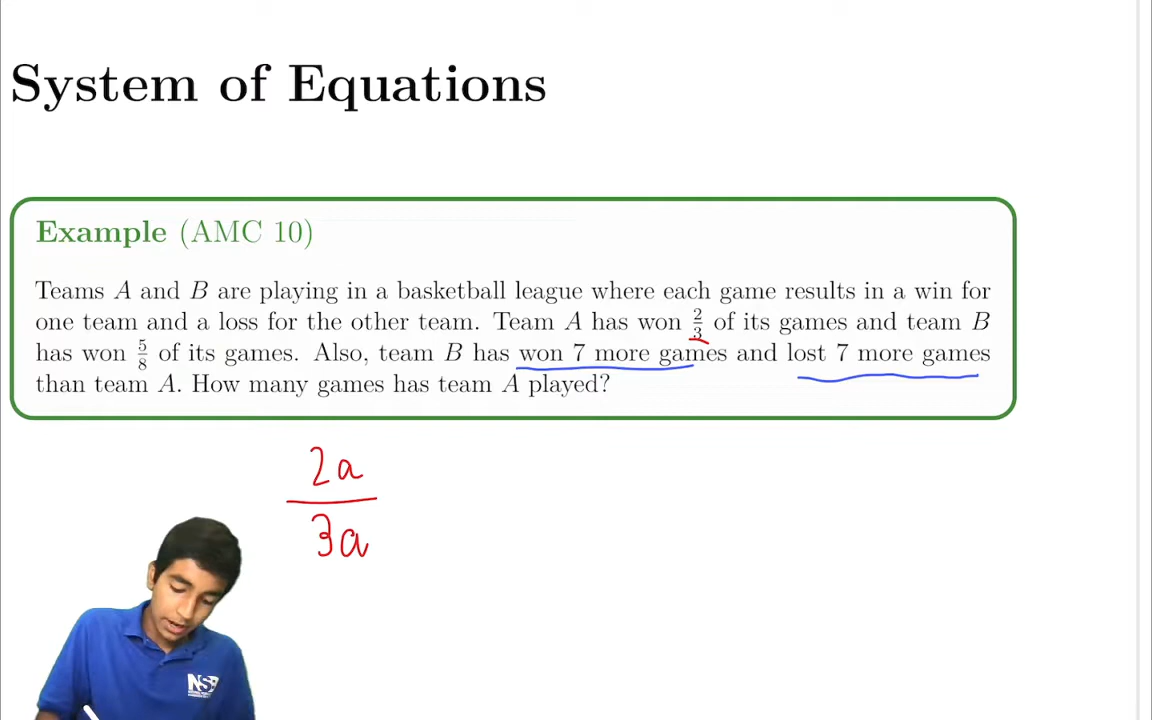 System of Equations
Example (AMC 10)
Teams A and B are playing in a basketball league where each game results in a win for
one team and a loss for the other team. Team A has won 2/3 of its games and team B
has won 5/8 of its games. Also, team B has won 7 more games and lost 7 more games
than team A. How many games has team A played?
2a
3a